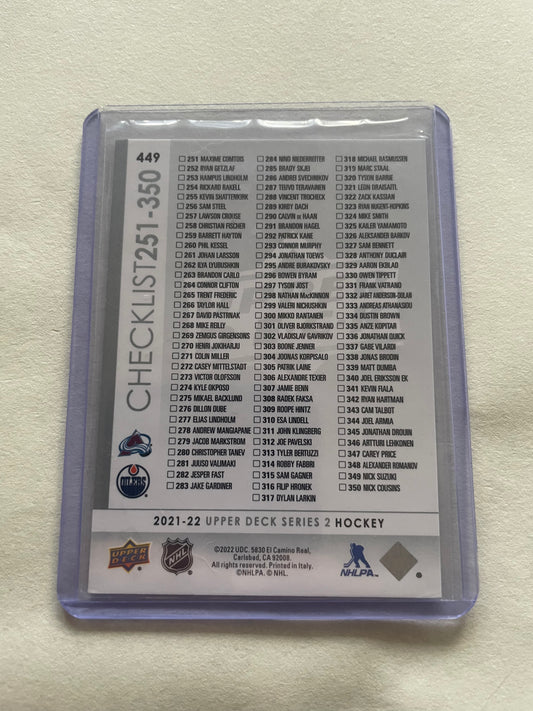 449
CHECKLIST 251-350
251 MAXIME COMTOIS
252 RYAN GETZLAF
253 HAMPUS LINDHOLM
254 RICKARD RAKELL
255 KEVIN SHATTENKIRK
256 SAM STEEL
257 LAWSON CROUSE
258 CHRISTIAN FISCHER
259 BARRETT HAYTON
260 PHIL KESSEL
261 JOHAN LARSSON
262 ILYA LYUBUSHKIN
263 BRANDON CARLO
264 CONNOR CLIFTON
265 TRENT FREDERIC
266 TAYLOR HALL
267 DAVID PASTRNAK
268 MIKE REILLY
269 ZEMGUS GIRGENSONS
270 HENRI JOKIHARJU
271 COLIN MILLER
272 CASEY MITTELSTADT
273 VICTOR OLOFSSON
274 KYLE OKPOSO
275 MIKAEL BACKLUND
276 DILLON DUBE
277 ELIAS LINDHOLM
278 ANDREW MANGIAPANE
279 JACOB MARKSTROM
280 CHRISTOPHER TANEV
281 JUUSO VALIMAKI
282 JESPER FAST
283 JAKE GARDINER
284 NINO NIEDERREITER
285 BRADY SKJEI
286 ANDREI SVECHNIKOV
287 TEUVO TERAVAINEN
288 VINCENT TROCHECK
289 KIRBY DACH
290 CALVIN DE HAAN
291 BRANDON HAGEL
292 PATRICK KANE
293 CONNOR MURPHY
294 JONATHAN TOEWS
295 ANDRE BURAKOVSKY
296 BOWEN BYRAM
297 TYSON JOST
298 NATHAN MacKINNON
299 VALERI NICHUSHKIN
300 MIKKO RANTANEN
301 OLIVER BJORKSTRAND
302 VLADISLAV GAVRIKOV
303 BOONE JENNER
304 JOONAS KORPISALO
305 PATRIK LAINE
306 ALEXANDRE TEXIER
307 JAMIE BENN
308 RADEK FAKSA
309 ROOPE HINTZ
310 ESA LINDELL
311 JOHN KLINGBERG
312 JOE PAVELSKI
313 TYLER BERTUZZI
314 ROBBY FABBRI
315 SAM GAGNER
316 FILIP HRONEK
317 DYLAN LARKIN
318 MICHAEL RASMUSSEN
319 MARC STAAL
320 TYSON BARRIE
321 LEON DRAISAITL
322 ZACK KASSIAN
323 RYAN NUGENT-HOPKINS
324 MIKE SMITH
325 KAILER YAMAMOTO
326 ALEKSANDER BARKOV
327 SAM BENNETT
328 ANTHONY DUCLAIR
329 AARON EKBLAD
330 OWEN TIPPETT
331 FRANK VATRANO
332 JARET ANDERSON-DOLAN
333 ANDREAS ATHANASIOU
334 DUSTIN BROWN
335 ANZE KOPITAR
336 JONATHAN QUICK
337 GABE VILARDI
338 JONAS BRODIN
339 MATT DUMBA
340 JOEL ERIKSSON EK
341 KEVIN FIALA
342 RYAN HARTMAN
343 CAM TALBOT
344 JOEL ARMIA
345 JONATHAN DROUIN
346 ARTTURI LEHKONEN
347 CAREY PRICE
348 ALEXANDER ROMANOV
349 NICK SUZUKI
350 NICK COUSINS
OILERS
2021-22 UPPER DECK SERIES 2 HOCKEY
UPPER DECK
NHL
©2022 UDC. 5830 El Camino Real,
Carlsbad, CA 92008.
All rights reserved. Printed in Italy.
©NHLPA. © NHL.
NHLPA